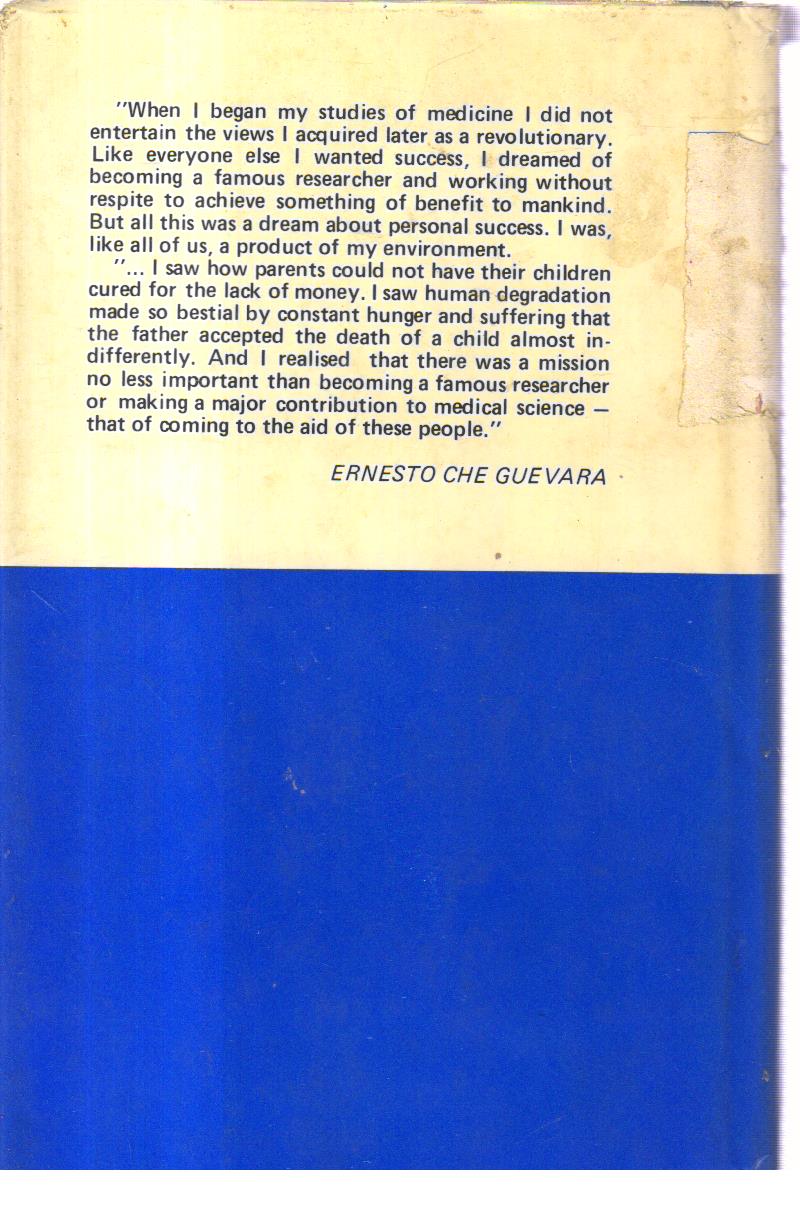 "When I began my studies of medicine I did not
entertain the views I acquired later as a revolutionary.
Like everyone else I wanted success, I dreamed of
becoming a famous researcher and working without
respite to achieve something of benefit to mankind.
But all this was a dream about personal success. I was,
like all of us, a product of my environment.
"... I saw how parents could not have their children
cured for the lack of money. I saw human degradation
made so bestial by constant hunger and suffering that
the father accepted the death of a child almost in-
differently. And I realised that there was a mission
no less important than becoming a famous researcher
or making a major contribution to medical science —
that of coming to the aid of these people."
ERNESTO CHE GUEVARA